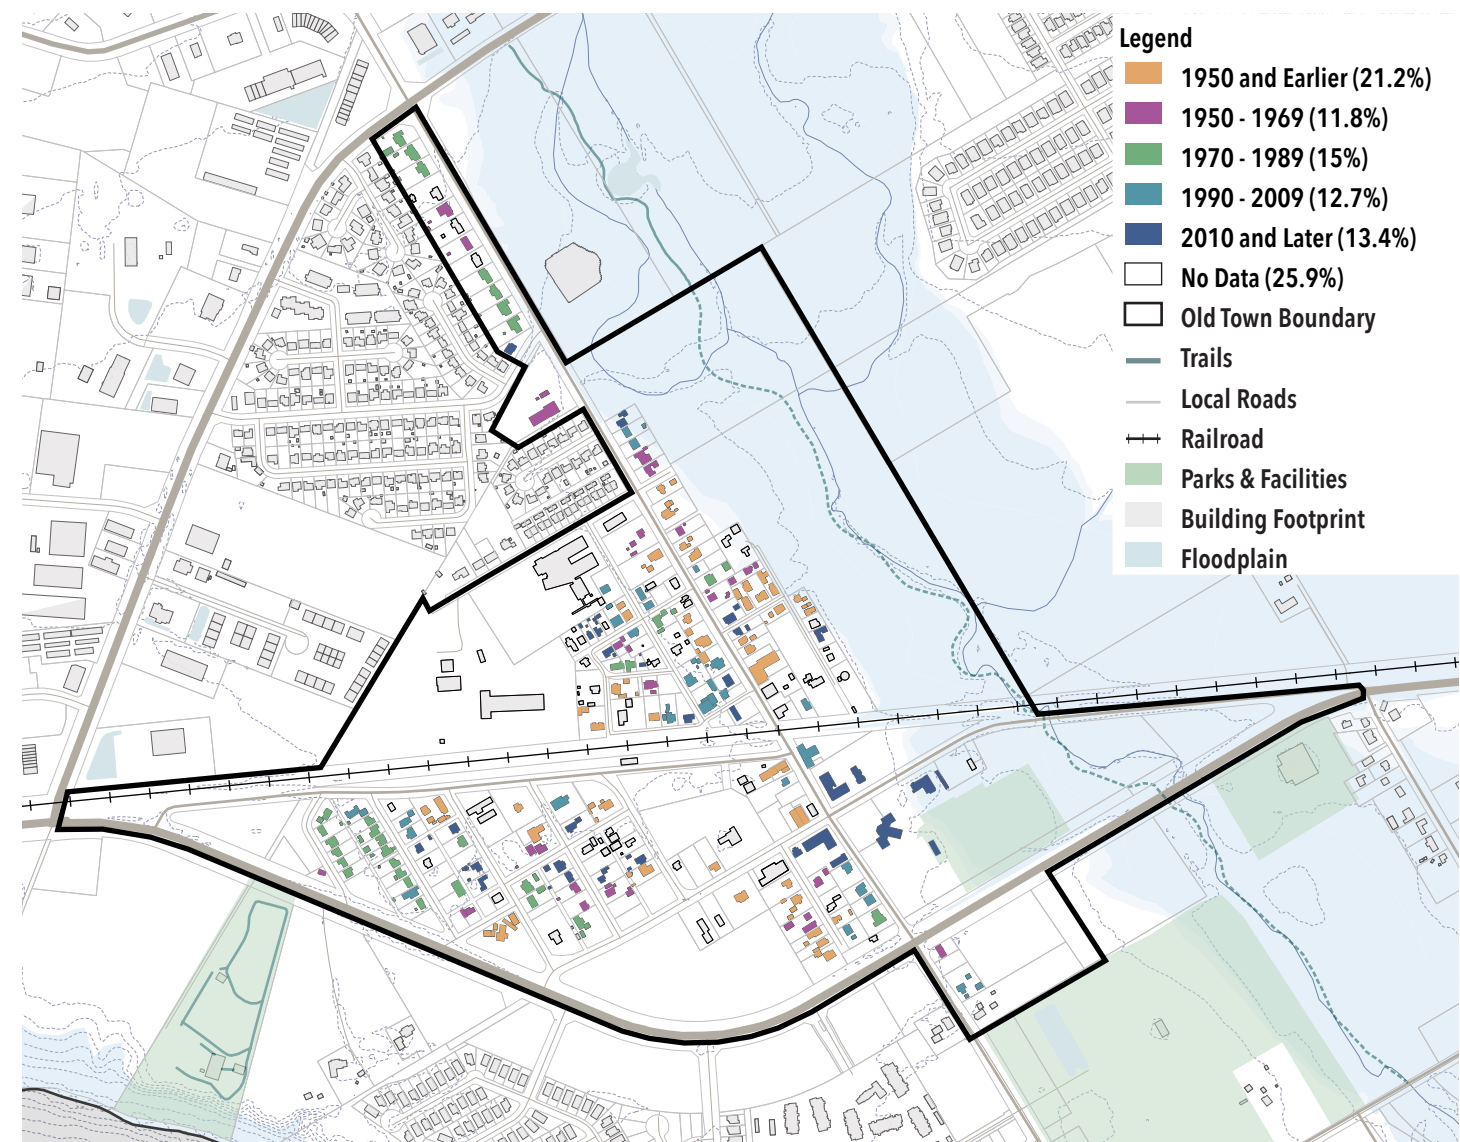 Legend
1950 and Earlier (21.2%)
1950 - 1969 (11.8%)
1970 - 1989 (15%)
1990 - 2009 (12.7%)
2010 and Later (13.4%)
No Data (25.9%)
Old Town Boundary
Trails
Local Roads
Railroad
Parks & Facilities
Building Footprint
Floodplain